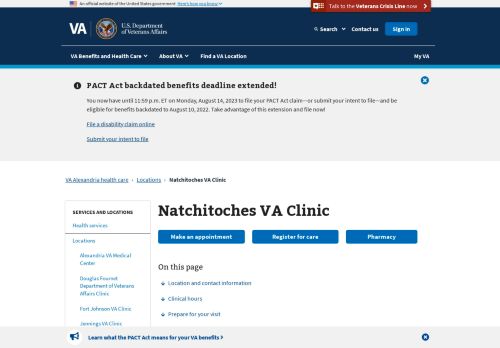 An official website of the United States government Here's how you know
Talk to the Veterans Crisis Line now
VA
U.S. Department
of Veterans Affairs
Search
Contact us
Sign in
VA Benefits and Health Care
About VA
Find a VA Location
My VA
PACT Act backdated benefits deadline extended!
You now have until 11:59 p.m. ET on Monday, August 14, 2023 to file your PACT Act claim—or submit your intent to file—and be
eligible for benefits backdated to August 10, 2022. Take advantage of this extension and file now!
File a disability claim online
Submit your intent to file
VA Alexandria health care › Locations › Natchitoches VA Clinic
SERVICES AND LOCATIONS
Health services
Locations
Alexandria VA Medical
Center
Douglas Fournet
Department of Veterans
Affairs Clinic
Fort Johnson VA Clinic
Jennings VA Clinic
Natchitoches VA Clinic
Make an appointment
Register for care
Pharmacy
On this page
Location and contact information
Clinical hours
Prepare for your visit
Learn what the PACT Act means for your VA benefits